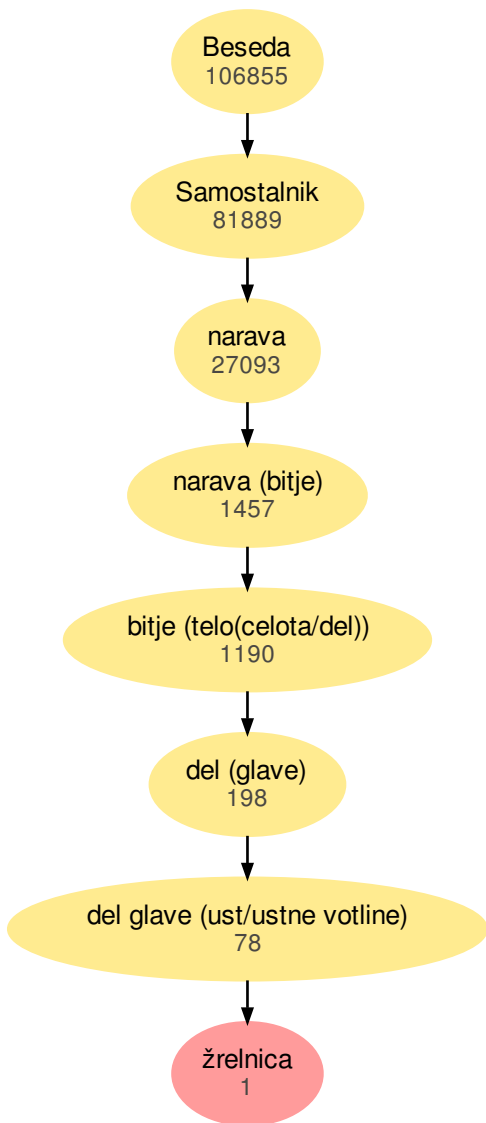 Beseda
106855
Samostalnik
81889
narava
27093
narava (bitje)
1457
bitje (telo(celota/del))
1190
del (glave)
198
del glave (ust/ustne votline)
78
žrelnica
1